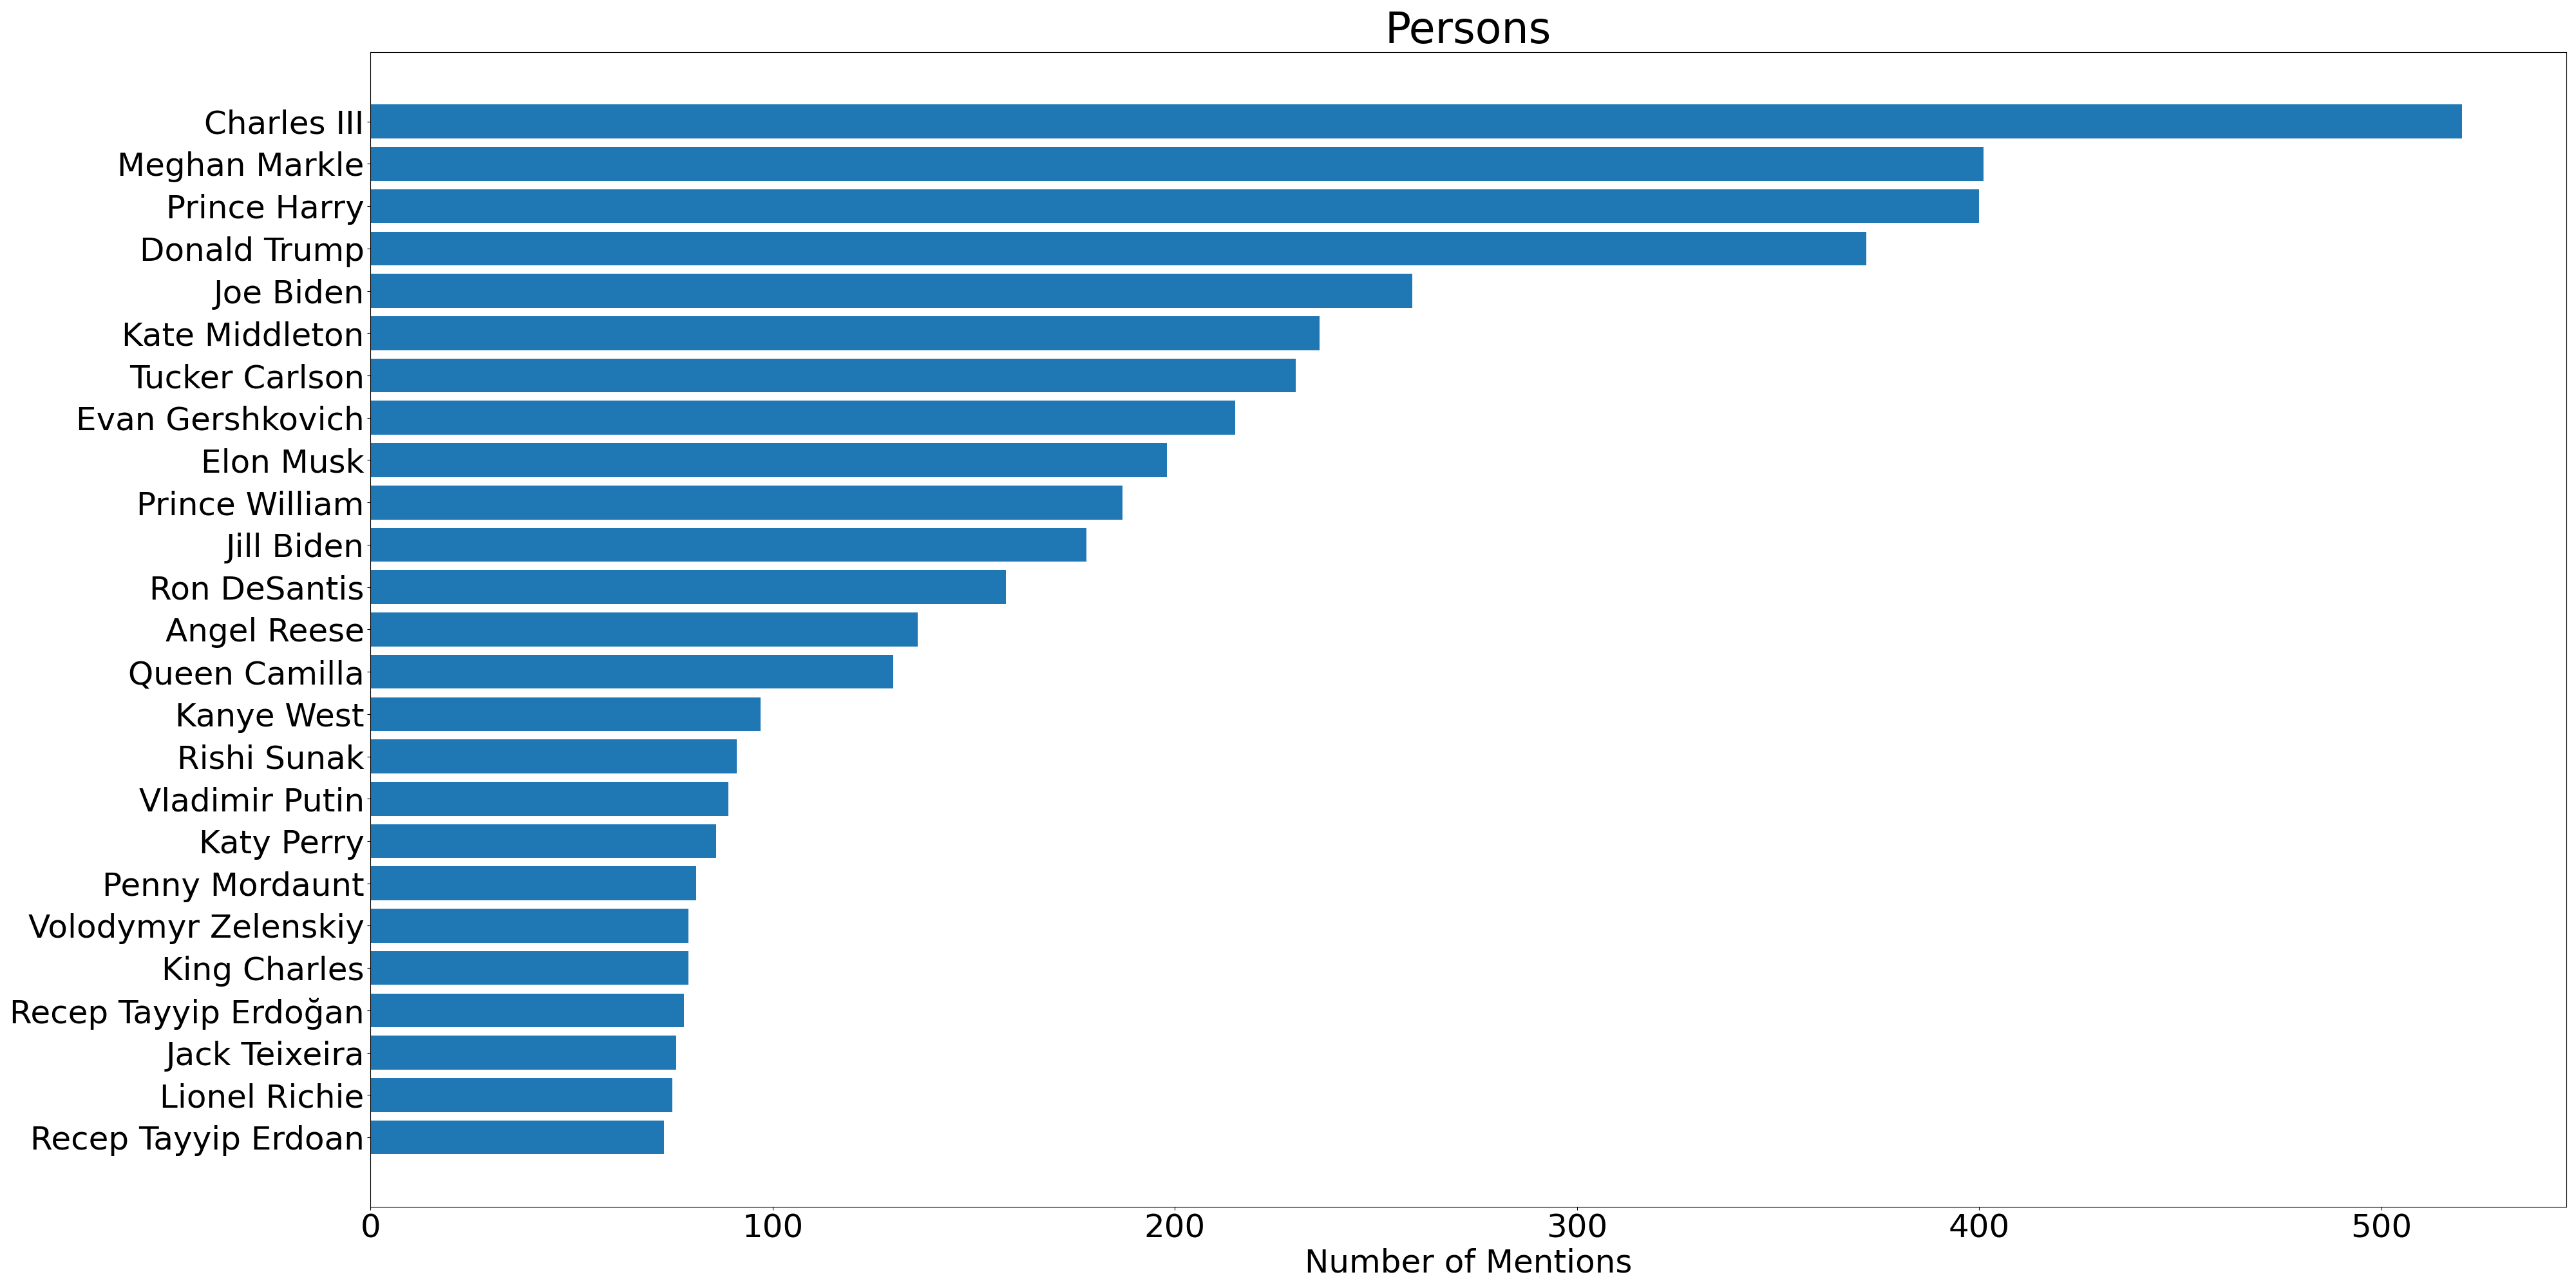 Persons
Charles III
Meghan Markle
Prince Harry
Donald Trump
Joe Biden
Kate Middleton
Tucker Carlson
Evan Gershkovich
Elon Musk
Prince William
Jill Biden
Ron DeSantis
Angel Reese
Queen Camilla
Kanye West
Rishi Sunak
Vladimir Putin
Katy Perry
Penny Mordaunt
Volodymyr Zelenskiy
King Charles
Recep Tayyip Erdoğan
Jack Teixeira
Lionel Richie
Recep Tayyip Erdoan
0 100 200 300 400 500
Number of Mentions